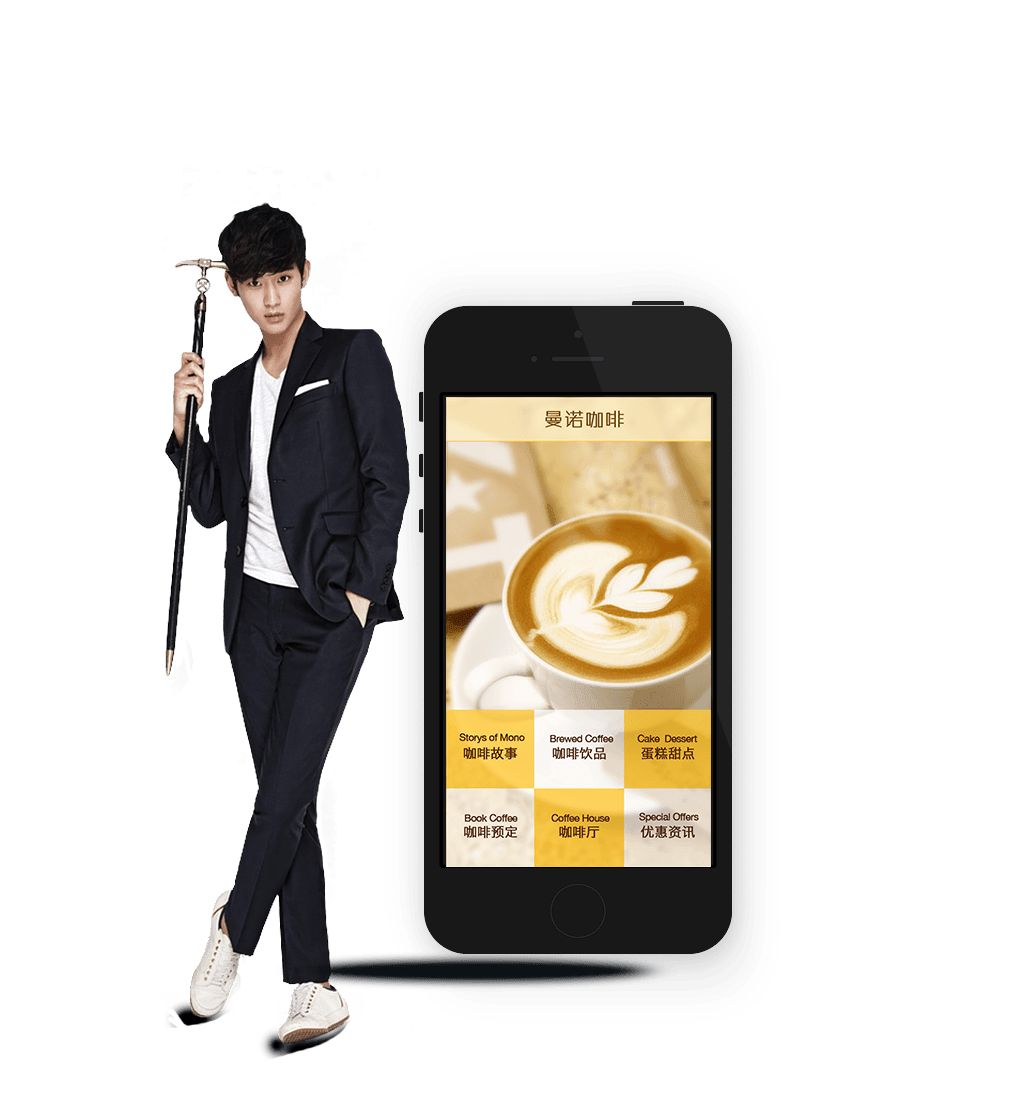 曼诺咖啡
Storys of Mono
咖啡故事
Brewed Coffee
咖啡饮品
Cake Dessert
蛋糕甜点
Book Coffee
咖啡预定
Coffee House
咖啡厅
Special Offers
优惠资讯